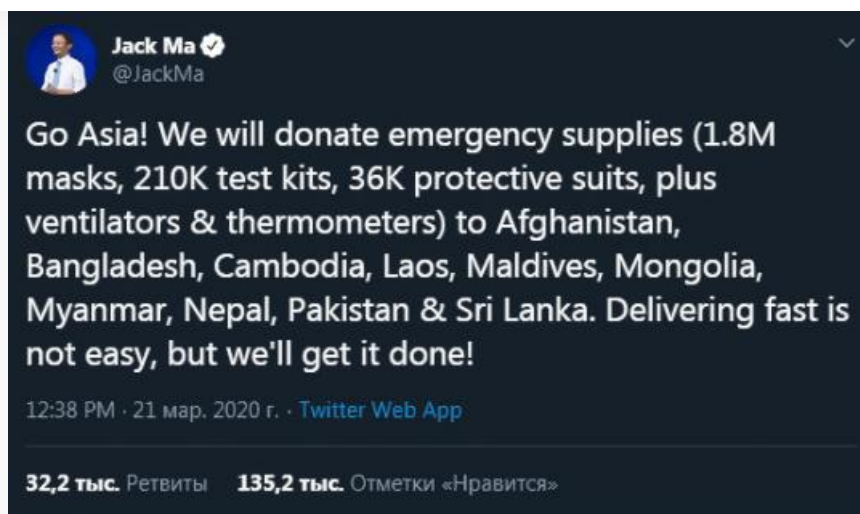 Jack Ma
@JackMa
Go Asia! We will donate emergency supplies (1.8M
masks, 210K test kits, 36K protective suits, plus
ventilators & thermometers) to Afghanistan,
Bangladesh, Cambodia, Laos, Maldives, Mongolia,
Myanmar, Nepal, Pakistan & Sri Lanka. Delivering fast is
not easy, but we'll get it done!
12:38 PM · 21 мар. 2020 г. · Twitter Web App
32,2 тыс. Ретвиты 135,2 тыс. Отметки «Нравится»